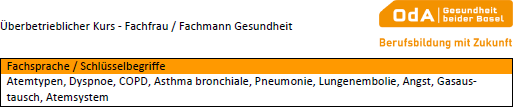 OdA Gesundheit
beider Basel
Überbetrieblicher Kurs - Fachfrau / Fachmann Gesundheit
Berufsbildung mit Zukunft
Fachsprache / Schlüsselbegriffe
Atemtypen, Dyspnoe, COPD, Asthma bronchiale, Pneumonie, Lungenembolie, Angst, Gasaus-
tausch, Atemsystem